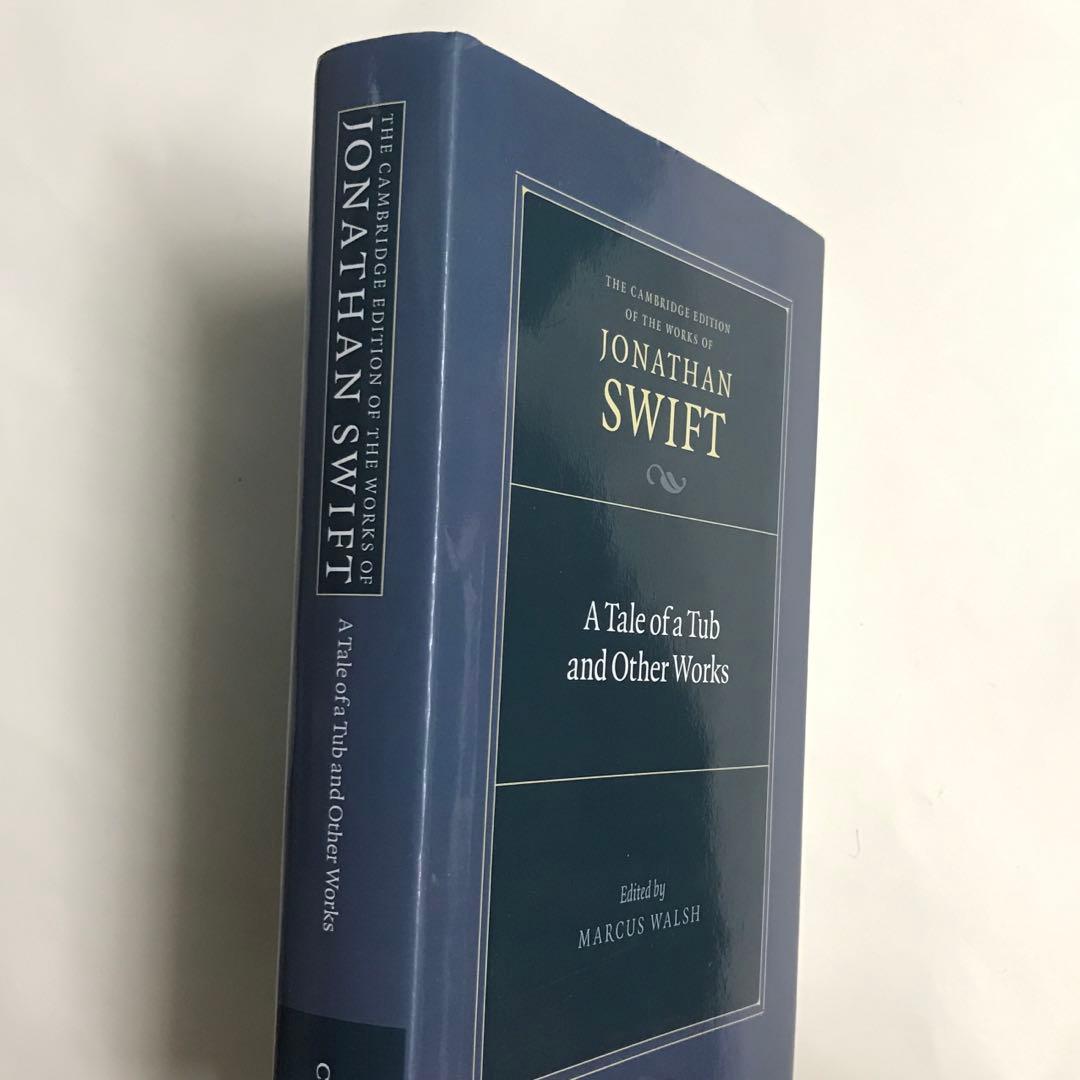 THE CAMBRIDGE EDITION OF THE WORKS OF
JONATHAN SWIFT
A Tale of a Tub and Other Works
C
THE CAMBRIDGE EDITION
OF THE WORKS OF
JONATHAN
SWIFT
A Tale of a Tub
and Other Works
Edited by
MARCUS WALSH